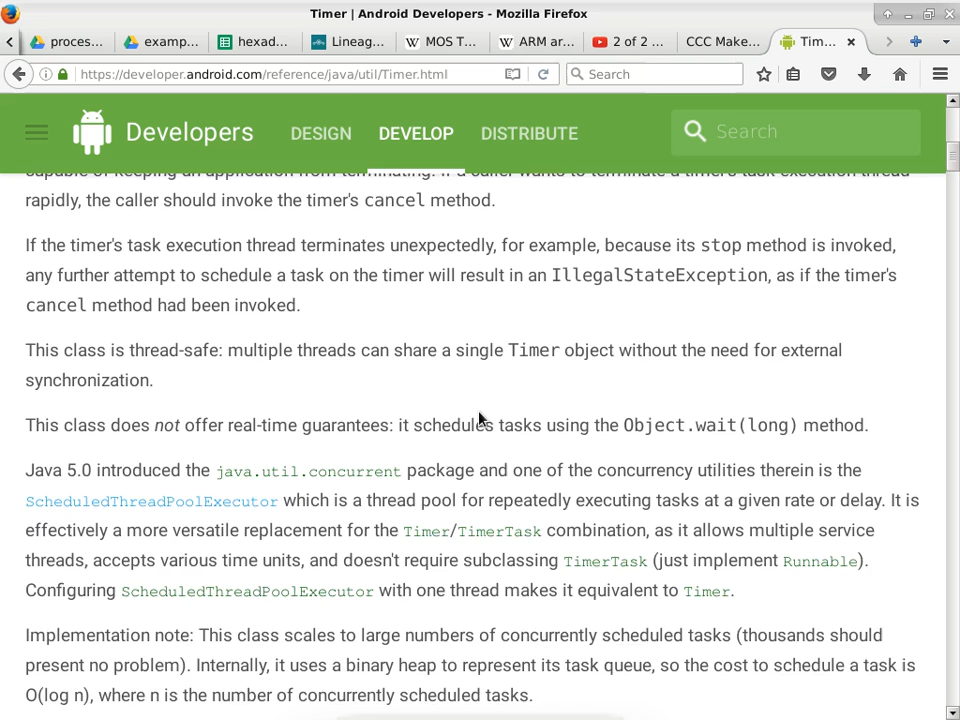 Timer | Android Developers - Mozilla Firefox
proces... examp... hexad... Lineag... MOS T... ARM ar... 2 of 2 ... CCC Make... Tim...
https://developer.android.com/reference/java/util/Timer.html Search
Developers DESIGN DEVELOP DISTRIBUTE Search
capable of keeping an application from terminating. If a caller wants to terminate a timer's task execution thread
rapidly, the caller should invoke the timer's cancel method.
If the timer's task execution thread terminates unexpectedly, for example, because its stop method is invoked,
any further attempt to schedule a task on the timer will result in an IllegalStateException, as if the timer's
cancel method had been invoked.
This class is thread-safe: multiple threads can share a single Timer object without the need for external
synchronization.
This class does not offer real-time guarantees: it schedules tasks using the Object.wait(long) method.
Java 5.0 introduced the java.util.concurrent package and one of the concurrency utilities therein is the
ScheduledThreadPoolExecutor which is a thread pool for repeatedly executing tasks at a given rate or delay. It is
effectively a more versatile replacement for the Timer/TimerTask combination, as it allows multiple service
threads, accepts various time units, and doesn't require subclassing TimerTask (just implement Runnable).
Configuring ScheduledThreadPoolExecutor with one thread makes it equivalent to Timer.
Implementation note: This class scales to large numbers of concurrently scheduled tasks (thousands should
present no problem). Internally, it uses a binary heap to represent its task queue, so the cost to schedule a task is
O(log n), where n is the number of concurrently scheduled tasks.